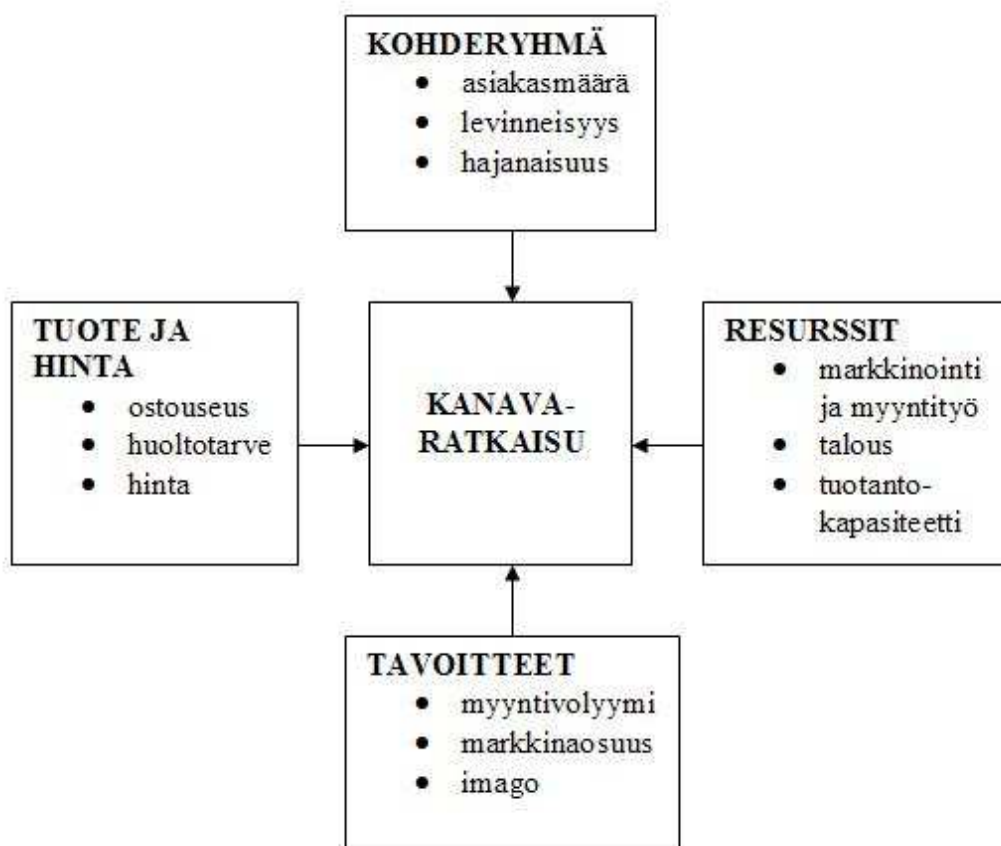 KOHDERYHMÄ
• asiakasmäärä
• levinneisyys
• hajanaisuus
TUOTE JA
HINTA
• ostouseus
• huoltotarve
• hinta
KANAVA-
RATKAISU
RESURSSIT
• markkinointi
ja myyntityö
• talous
• tuotanto-
kapasiteetti
TAVOITTEET
• myyntivolyymi
• markkinaosuus
• imago